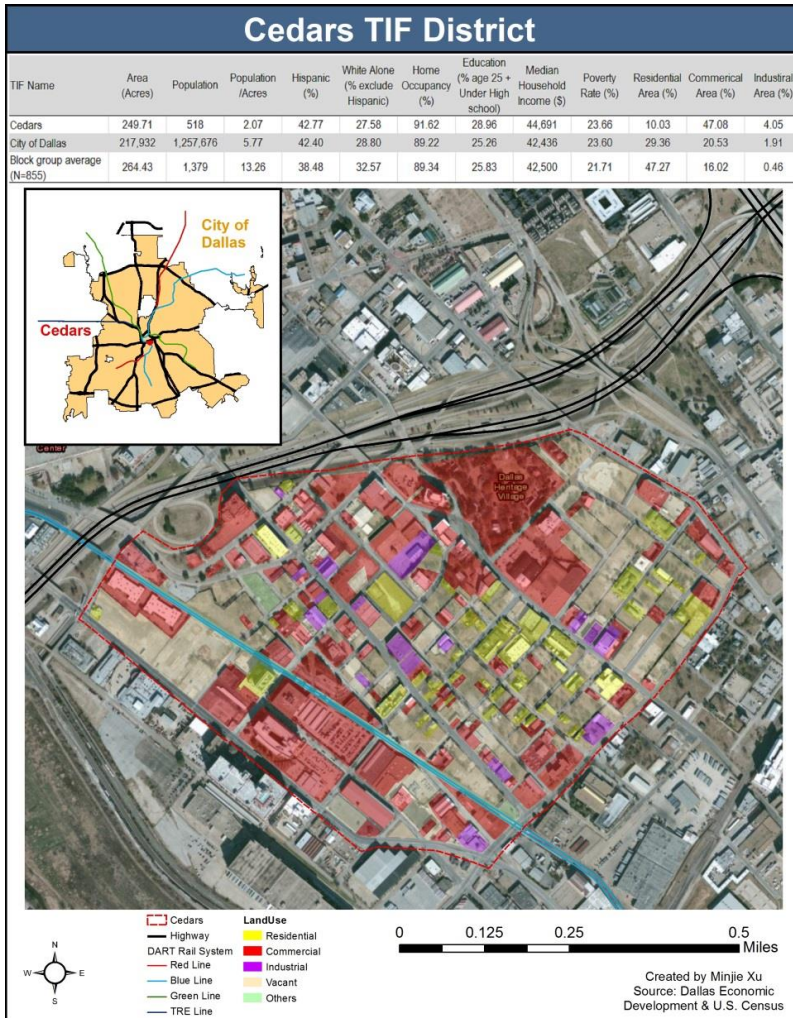 Cedars TIF District
TIF Name Area (Acres) Population Population /Acres Hispanic (%) White Alone (% exclude Hispanic) Home Occupancy (%) Education (% age 25 + Under High school) Median Household Income ($) Poverty Rate (%) Residential Area (%) Commerical Area (%) Industiral Area (%)
Cedars 249.71 518 2.07 42.77 27.58 91.62 28.96 44,691 23.66 10.03 47.08 4.05
City of Dallas 217,932 1,257,676 5.77 42.40 28.80 89.22 25.26 42,436 23.60 29.36 20.53 1.91
Block group average (N=855) 264.43 1,379 13.26 38.48 32.57 89.34 25.83 42,500 21.71 47.27 16.02 0.46
City of
Dallas
Cedars
Center
Dallas
Heritage
Village
N
W E
S
Cedars
Highway
DART Rail System
Red Line
Blue Line
Green Line
TRE Line
LandUse
Residential
Commercial
Industrial
Vacant
Others
0 0.125 0.25 0.5
Miles
Created by Minjie Xu
Source: Dallas Economic
Development & U.S. Census